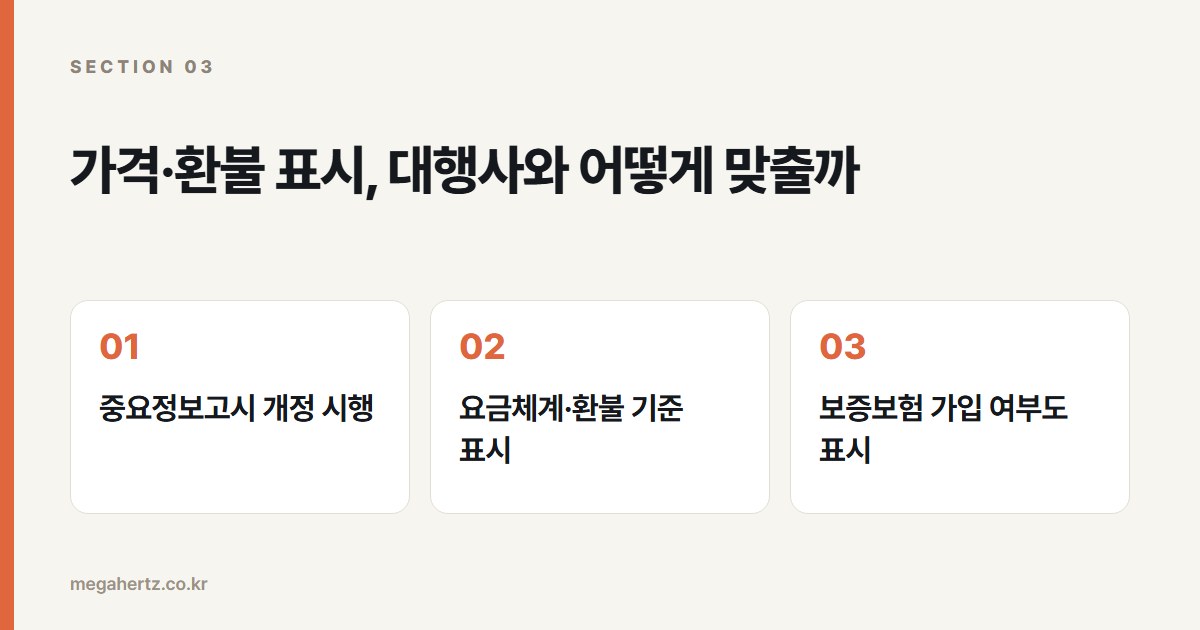 SECTION 03
가격·환불 표시, 대행사와 어떻게 맞출까
01
중요정보고시 개정 시행
02
요금체계·환불 기준
표시
03
보증보험 가입 여부도
표시
megahertz.co.kr